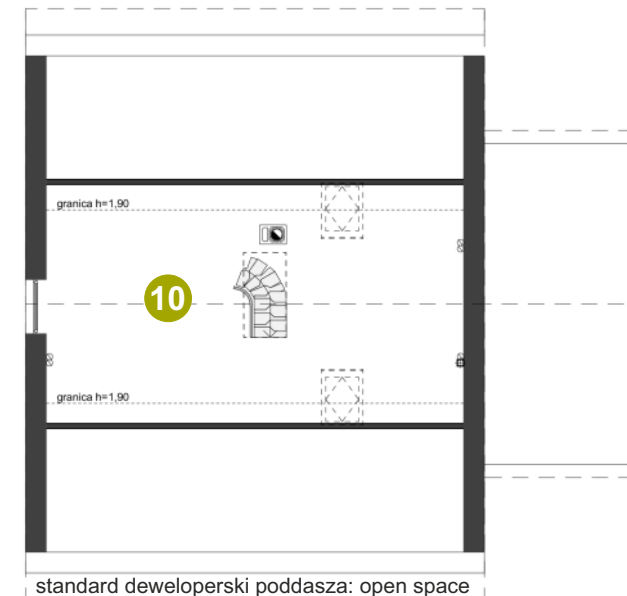 granica h=1,90
10
granica h=1,90
standard deweloperski poddasza: open space